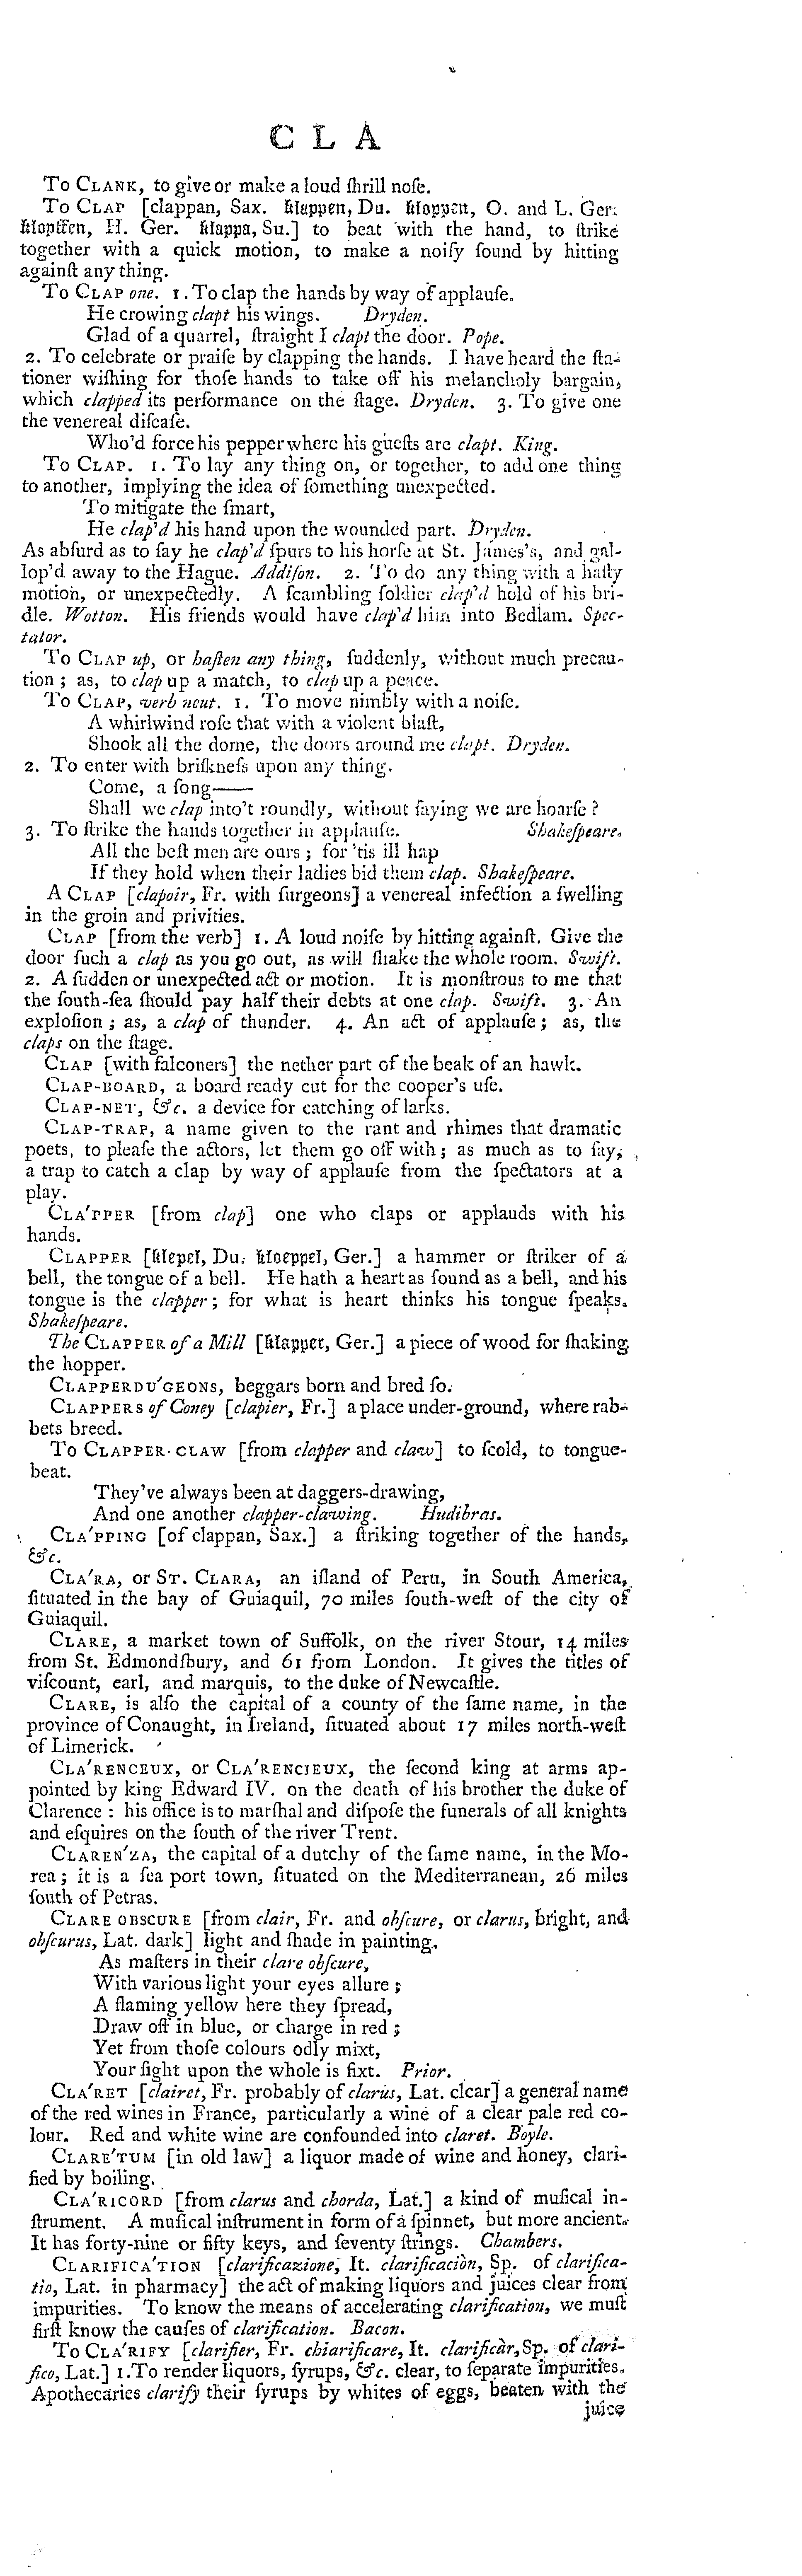 C L A
To CLANK, to give or make a loud ſhrill noſe.
To CLAP [clappan, Sax. klappen, Du. kloppen, O. and L. Ger.
klopffen, H. Ger. klappa, Su.] to beat with the hand, to ſtrike
together with a quick motion, to make a noiſy ſound by hitting
againſt any thing.
To CLAP one. 1. To clap the hands by way of applauſe.
He crowing clapt his wings. Dryden.
Glad of a quarrel, ſtraight I clapt the door. Pope.
2. To celebrate or praiſe by clapping the hands. I have heard the ſta-
tioner wiſhing for thoſe hands to take off his melancholy bargain,
which clapped its performance on the ſtage. Dryden. 3. To give one
the venereal diſeaſe.
Who'd force his pepper where his gueſts are clapt. King.
To CLAP. 1. To lay any thing on, or together, to add one thing
to another, implying the idea of ſomething unexpected.
To mitigate the ſmart,
He clap'd his hand upon the wounded part. Dryden.
As abſurd as to ſay he clap'd ſpurs to his horſe at St. James's, and gal-
lop'd away to the Hague. Addiſon. 2. To do any thing with a haſty
motion, or unexpectedly. A ſcambling ſoldier clap'd hold of his bri-
dle. Wotton. His friends would have clap'd him into Bedlam. Spec-
tator.
To CLAP up, or haſten any thing, ſuddenly, without much precau-
tion; as, to clap up a match, to clap up a peace.
To CLAP, verb neut. 1. To move nimbly with a noiſe.
A whirlwind roſe that with a violent blaſt,
Shook all the dome, the doors around me clapt. Dryden.
2. To enter with briſkneſs upon any thing.
Come, a ſong——
Shall we clap into't roundly, without ſaying we are hoarſe?
3. To ſtrike the hands together in applauſe. Shakeſpeare.
All the beſt men are ours; for 'tis ill hap
If they hold when their ladies bid them clap. Shakeſpeare.
A CLAP [clapoir, Fr. with ſurgeons] a venereal infection a ſwelling
in the groin and privities.
CLAP [from the verb] 1. A loud noiſe by hitting againſt. Give the
door ſuch a clap as you go out, as will ſhake the whole room. Swift.
2. A ſudden or unexpected act or motion. It is monſtrous to me that
the ſouth-ſea ſhould pay half their debts at one clap. Swift. 3. An
exploſion; as, a clap of thunder. 4. An act of applauſe; as, the
claps on the ſtage.
CLAP [with falconers] the nether part of the beak of an hawk.
CLAP-BOARD, a board ready cut for the cooper's uſe.
CLAP-NET, &c. a device for catching of larks.
CLAP-TRAP, a name given to the rant and rhimes that dramatic
poets, to pleaſe the actors, let them go off with; as much as to ſay,
a trap to catch a clap by way of applauſe from the ſpectators at a
play.
CLA'PPER [from clap] one who claps or applauds with his
hands.
CLAPPER [klepel, Du. kloeppel, Ger.] a hammer or ſtriker of a
bell, the tongue of a bell. He hath a heart as ſound as a bell, and his
tongue is the clapper; for what is heart thinks his tongue ſpeaks.
Shakeſpeare.
The CLAPPER of a Mill [klapper, Ger.] a piece of wood for ſhaking
the hopper.
CLAPPERDU'GEONS, beggars born and bred ſo.
CLAPPERS of Coney [clapier, Fr.] a place under-ground, where rab-
bets breed.
To CLAPPER-CLAW [from clapper and claw] to ſcold, to tongue-
beat.
They've always been at daggers-drawing,
And one another clapper-clawing. Hudibras.
CLA'PPING [of clappan, Sax.] a ſtriking together of the hands,
&c.
CLA'RA, or ST. CLARA, an iſland of Peru, in South America,
ſituated in the bay of Guiaquil, 70 miles ſouth-weſt of the city of
Guiaquil.
CLARE, a market town of Suffolk, on the river Stour, 14 miles
from St. Edmondſbury, and 61 from London. It gives the titles of
viſcount, earl, and marquis, to the duke of Newcaſtle.
CLARE, is alſo the capital of a county of the ſame name, in the
province of Conaught, in Ireland, ſituated about 17 miles north-weſt
of Limerick.
CLA'RENCEUX, or CLA'RENCIEUX, the ſecond king at arms ap-
pointed by king Edward IV. on the death of his brother the duke of
Clarence: his office is to marſhal and diſpoſe the funerals of all knights
and eſquires on the ſouth of the river Trent.
CLAREN'ZA, the capital of a dutchy of the ſame name, in the Mo-
rea; it is a ſea port town, ſituated on the Mediterranean, 26 miles
ſouth of Petras.
CLARE OBSCURE [from clair, Fr. and obſcure, or clarus, bright, and
obſcurus, Lat. dark] light and ſhade in painting.
As maſters in their clare obſcure,
With various light your eyes allure;
A flaming yellow here they ſpread,
Draw off in blue, or charge in red;
Yet from thoſe colours odly mixt,
Your ſight upon the whole is fixt. Prior.
CLA'RET [clairet, Fr. probably of clarus, Lat. clear] a general name
of the red wines in France, particularly a wine of a clear pale red co-
lour. Red and white wine are confounded into claret. Boyle.
CLARE'TUM [in old law] a liquor made of wine and honey, clari-
fied by boiling.
CLA'RICORD [from clarus and chorda, Lat.] a kind of muſical in-
ſtrument. A muſical inſtrument in form of a ſpinnet, but more ancient.
It has forty-nine or fifty keys, and ſeventy ſtrings. Chambers.
CLARIFICA'TION [clarificazione, It. clarificaciòn, Sp. of clarifica-
tio, Lat. in pharmacy] the act of making liquors and juices clear from
impurities. To know the means of accelerating clarification, we muſt
firſt know the cauſes of clarification. Bacon.
To CLA'RIFY [clarifier, Fr. chiarificare, It. clarificàr, Sp. of clari-
fico, Lat.] 1. To render liquors, ſyrups, &c. clear, to ſeparate impurities.
Apothecaries clarify their ſyrups by whites of eggs, beaten with the
juice